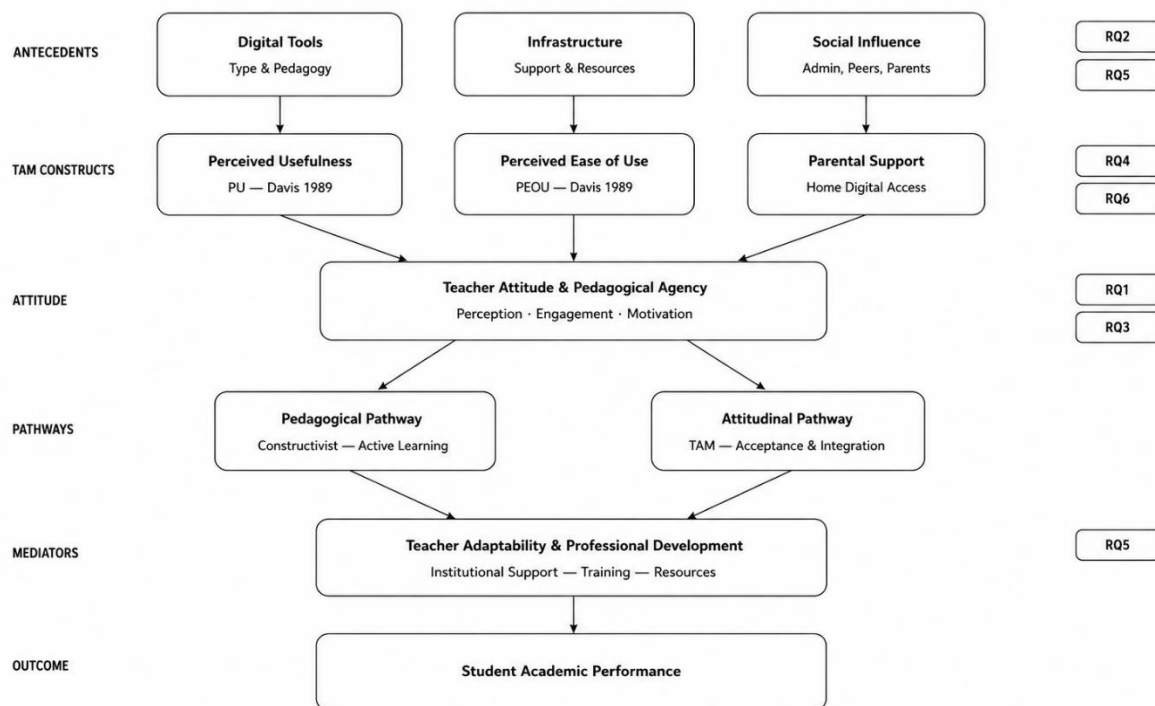 ANTECEDENTS
Digital Tools
Type & Pedagogy
Infrastructure
Support & Resources
Social Influence
Admin, Peers, Parents
RQ2
RQ5
TAM CONSTRUCTS
Perceived Usefulness
PU — Davis 1989
Perceived Ease of Use
PEOU — Davis 1989
Parental Support
Home Digital Access
RQ4
RQ6
ATTITUDE
Teacher Attitude & Pedagogical Agency
Perception · Engagement · Motivation
RQ1
RQ3
PATHWAYS
Pedagogical Pathway
Constructivist — Active Learning
Attitudinal Pathway
TAM — Acceptance & Integration
MEDIATORS
Teacher Adaptability & Professional Development
Institutional Support — Training — Resources
RQ5
OUTCOME
Student Academic Performance